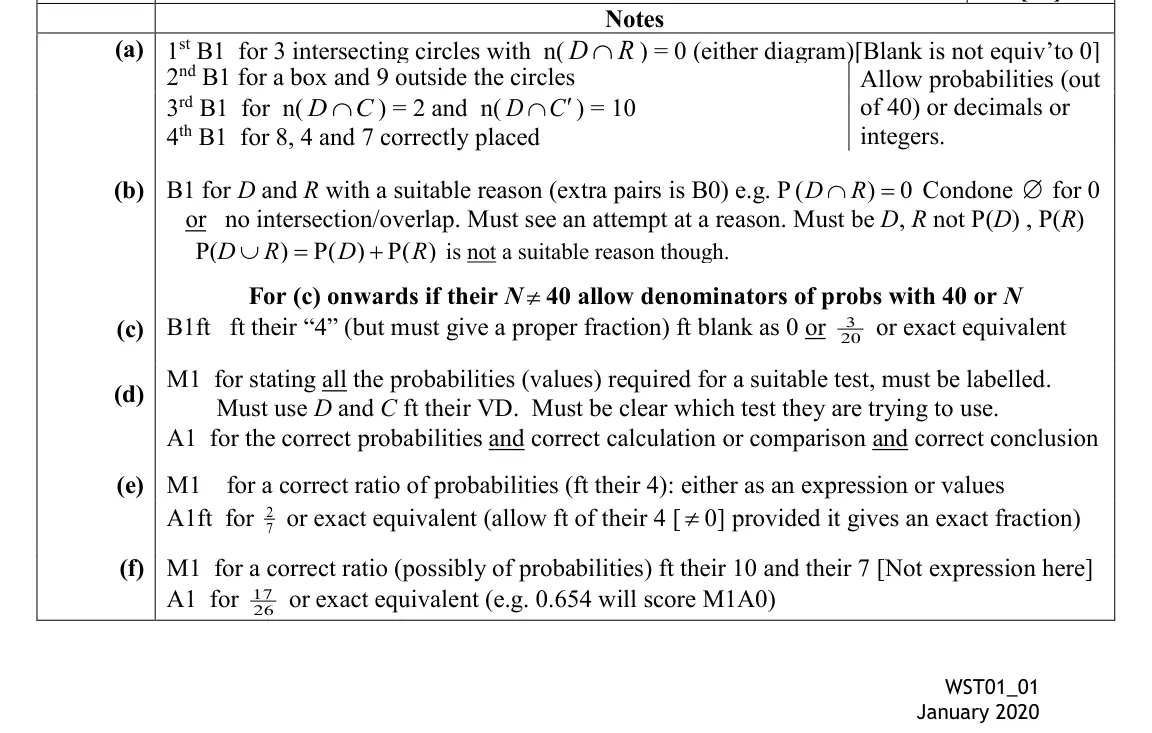 Notes
(a) 1st B1 for 3 intersecting circles with n( D ∩ R ) = 0 (either diagram)[Blank is not equiv’to 0]
2nd B1 for a box and 9 outside the circles
Allow probabilities (out
3rd B1 for n( D ∩ C ) = 2 and n( D ∩ C′ ) = 10
of 40) or decimals or
4th B1 for 8, 4 and 7 correctly placed
integers.
(b) B1 for D and R with a suitable reason (extra pairs is B0) e.g. P ( D ∩ R ) = 0 Condone ∅ for 0
or no intersection/overlap. Must see an attempt at a reason. Must be D, R not P(D) , P(R)
P(D ∪ R) = P(D) + P(R) is not a suitable reason though.
For (c) onwards if their N ≠ 40 allow denominators of probs with 40 or N
(c) B1ft ft their “4” (but must give a proper fraction) ft blank as 0 or 3/20 or exact equivalent
(d) M1 for stating all the probabilities (values) required for a suitable test, must be labelled.
Must use D and C ft their VD. Must be clear which test they are trying to use.
A1 for the correct probabilities and correct calculation or comparison and correct conclusion
(e) M1 for a correct ratio of probabilities (ft their 4): either as an expression or values
A1ft for 2/7 or exact equivalent (allow ft of their 4 [ ≠ 0] provided it gives an exact fraction)
(f) M1 for a correct ratio (possibly of probabilities) ft their 10 and their 7 [Not expression here]
A1 for 17/26 or exact equivalent (e.g. 0.654 will score M1A0)
WST01_01
January 2020